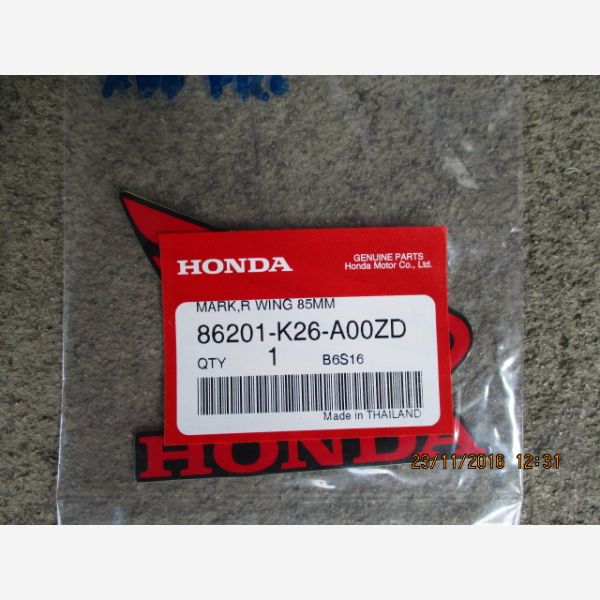 HONDA
GENUINE PARTS
Honda Motor Co., Ltd.
MARK,R WING 85MM
86201-K26-A00ZD
QTY 1 B6S16
Made in THAILAND
HONDA
23/11/2016 12:31